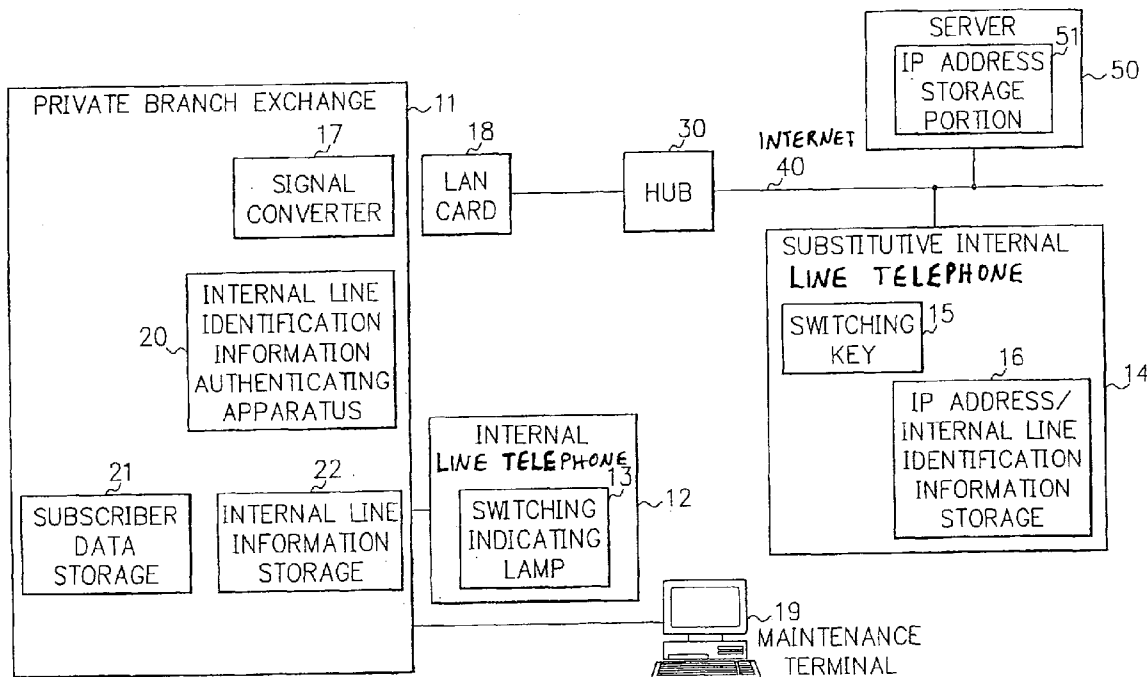 SERVER
51
IP ADDRESS
STORAGE
PORTION
50
PRIVATE BRANCH EXCHANGE
11
17
SIGNAL
CONVERTER
18
LAN
CARD
30
HUB
INTERNET
40
SUBSTITUTIVE INTERNAL
LINE TELEPHONE
SWITCHING
KEY
15
16
IP ADDRESS/
INTERNAL LINE
IDENTIFICATION
INFORMATION
STORAGE
14
20
INTERNAL LINE
IDENTIFICATION
INFORMATION
AUTHENTICATING
APPARATUS
INTERNAL
LINE TELEPHONE
13
SWITCHING
INDICATING
LAMP
12
21
SUBSCRIBER
DATA
STORAGE
22
INTERNAL LINE
INFORMATION
STORAGE
19
MAINTENANCE
TERMINAL